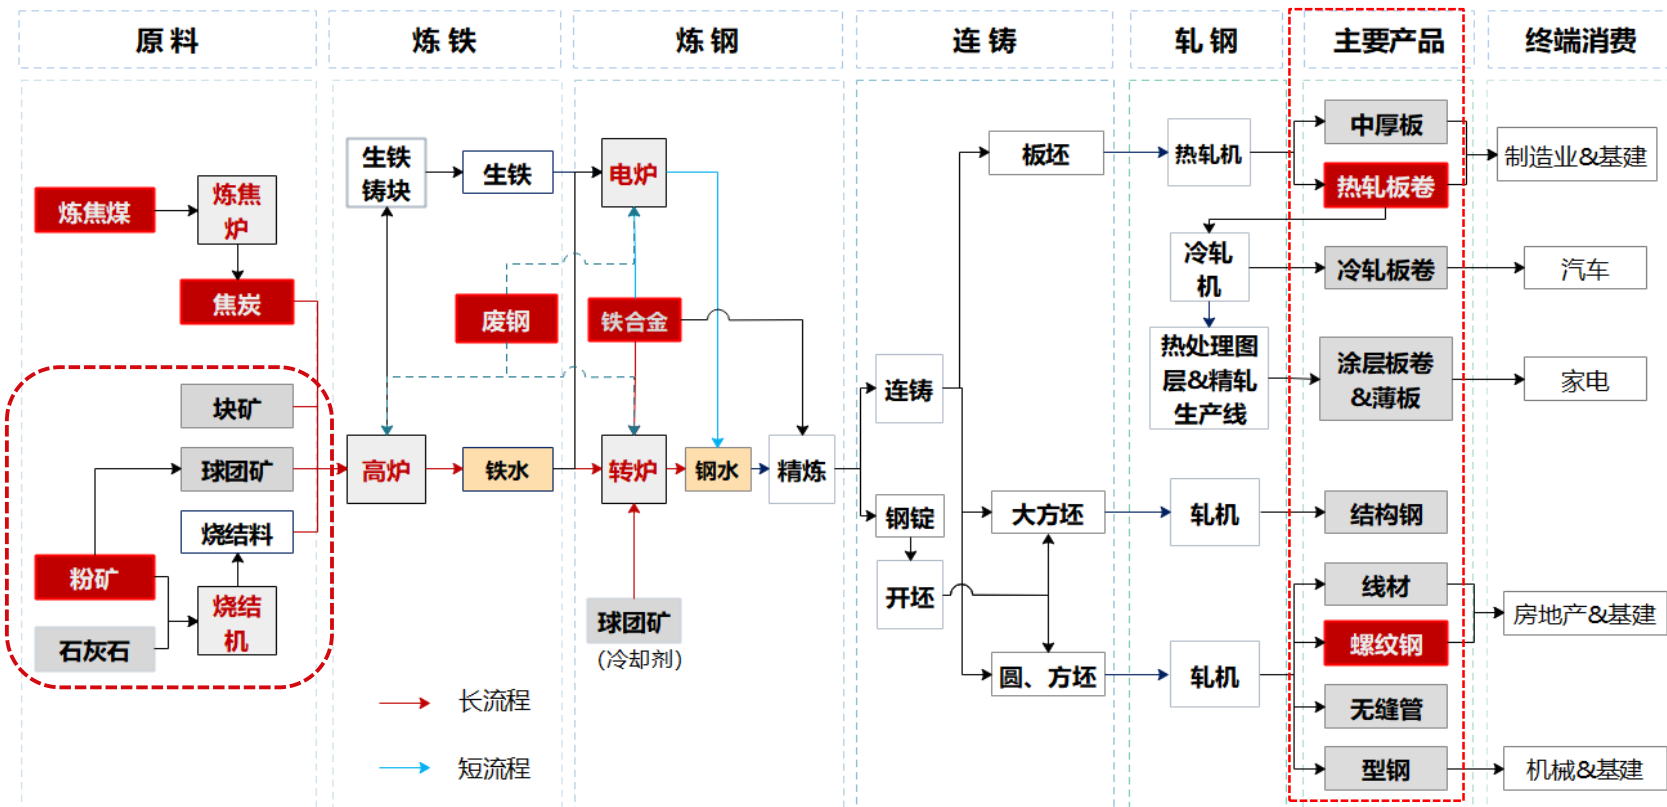 原料
炼铁
炼钢
连铸
轧钢
主要产品
终端消费
炼焦煤
炼焦
炉
焦炭
块矿
球团矿
烧结料
粉矿
石灰石
烧结
机
生铁
铸块
生铁
高炉
铁水
废钢
电炉
铁合金
转炉
钢水
精炼
球团矿
(冷却剂)
长流程
短流程
连铸
钢锭
开坯
板坯
大方坯
圆、方坯
热轧机
冷轧
机
热处理图
层&精轧
生产线
轧机
轧机
中厚板
热轧板卷
冷轧板卷
涂层板卷
&薄板
结构钢
线材
螺纹钢
无缝管
型钢
制造业&基建
汽车
家电
房地产&基建
机械&基建